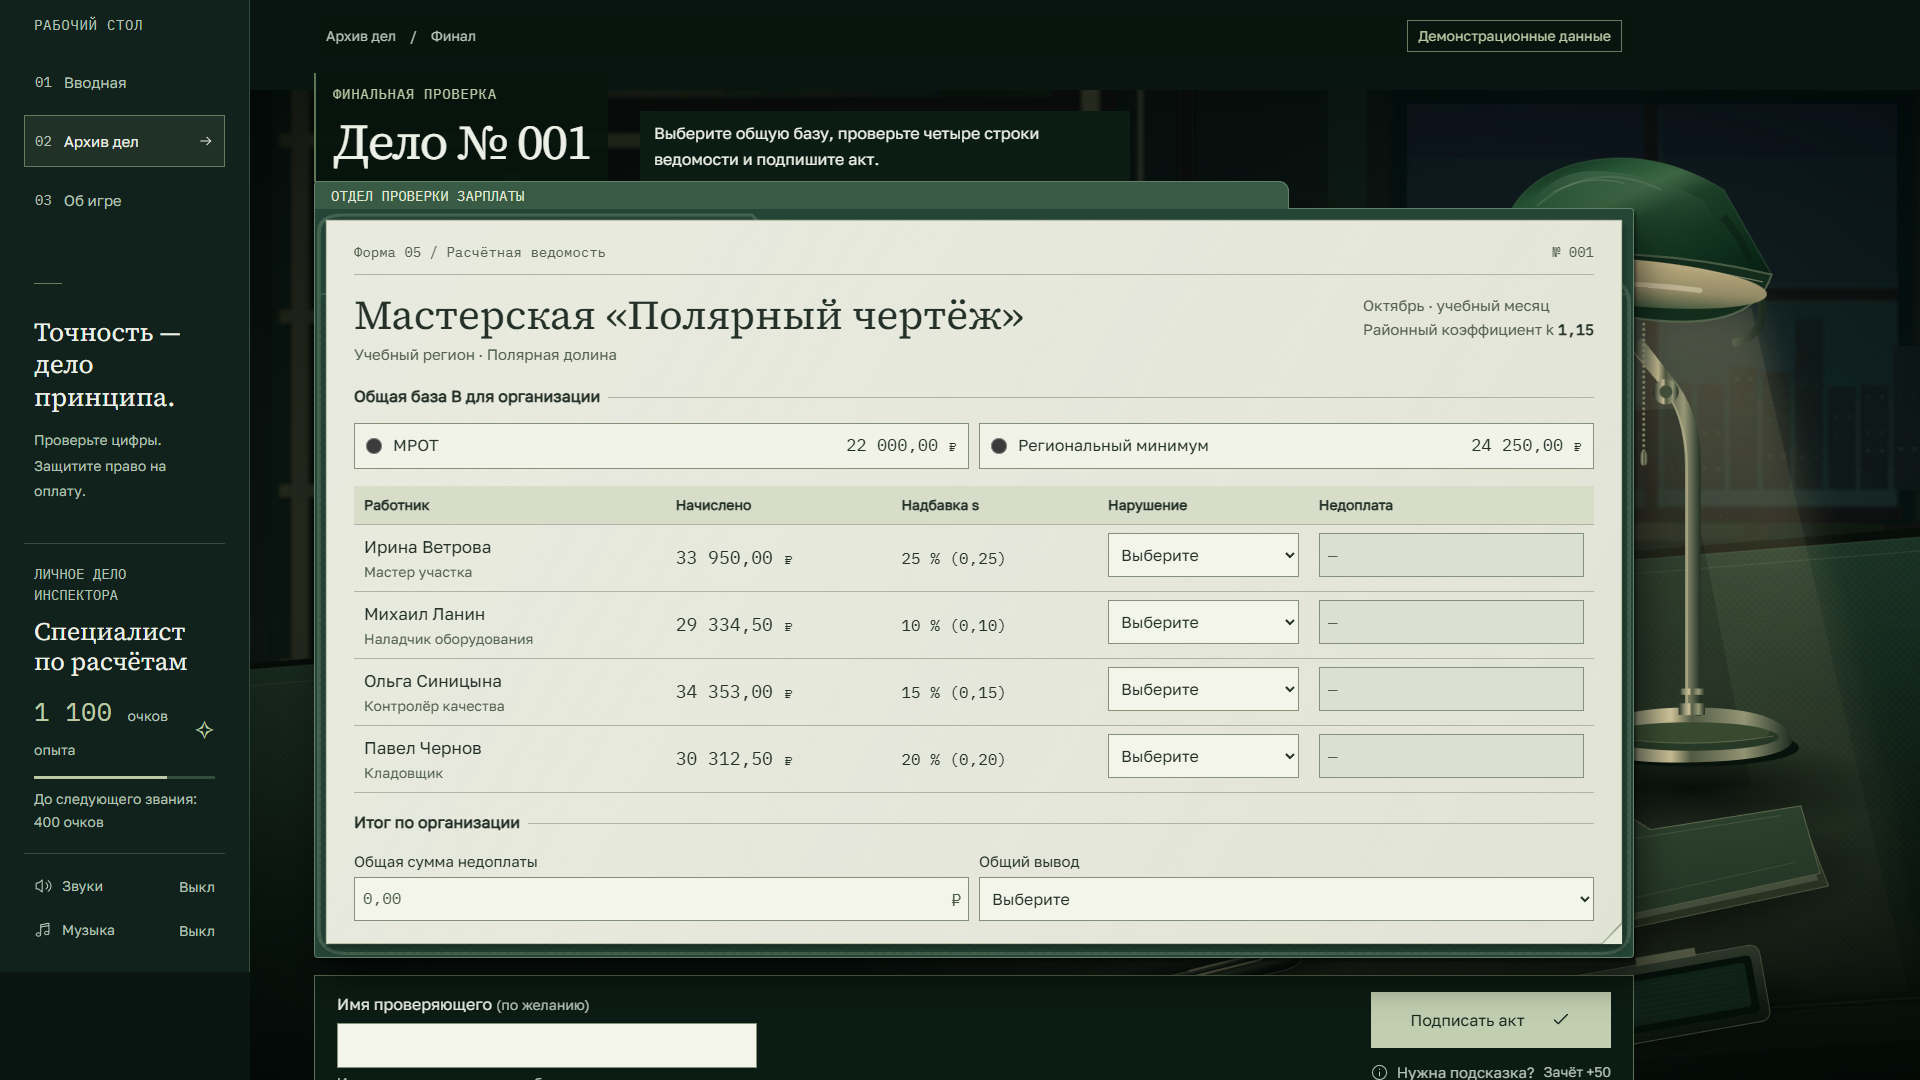 РАБОЧИЙ СТОЛ
01 Вводная
02 Архив дел →
03 Об игре
Точность —
дело
принципа.
Проверьте цифры.
Защитите право на
оплату.
ЛИЧНОЕ ДЕЛО
ИНСПЕКТОРА
Специалист
по расчётам
1 100 очков
опыта
До следующего звания:
400 очков
Звуки Выкл
Музыка Выкл
Архив дел / Финал
Демонстрационные данные
ФИНАЛЬНАЯ ПРОВЕРКА
Дело № 001
Выберите общую базу, проверьте четыре строки
ведомости и подпишите акт.
ОТДЕЛ ПРОВЕРКИ ЗАРПЛАТЫ
Форма 05 / Расчётная ведомость № 001
Мастерская «Полярный чертёж»
Учебный регион · Полярная долина
Октябрь · учебный месяц
Районный коэффициент k 1,15
Общая база B для организации
МРОТ 22 000,00 ₽
Региональный минимум 24 250,00 ₽
Работник Начислено Надбавка s Нарушение Недоплата
Ирина Ветрова 33 950,00 ₽ 25 % (0,25) Выберите —
Мастер участка
Михаил Ланин 29 334,50 ₽ 10 % (0,10) Выберите —
Наладчик оборудования
Ольга Синицына 34 353,00 ₽ 15 % (0,15) Выберите —
Контролёр качества
Павел Чернов 30 312,50 ₽ 20 % (0,20) Выберите —
Кладовщик
Итог по организации
Общая сумма недоплаты
0,00 ₽
Общий вывод
Выберите
Имя проверяющего (по желанию)
Подписать акт
Нужна подсказка? Зачёт +50